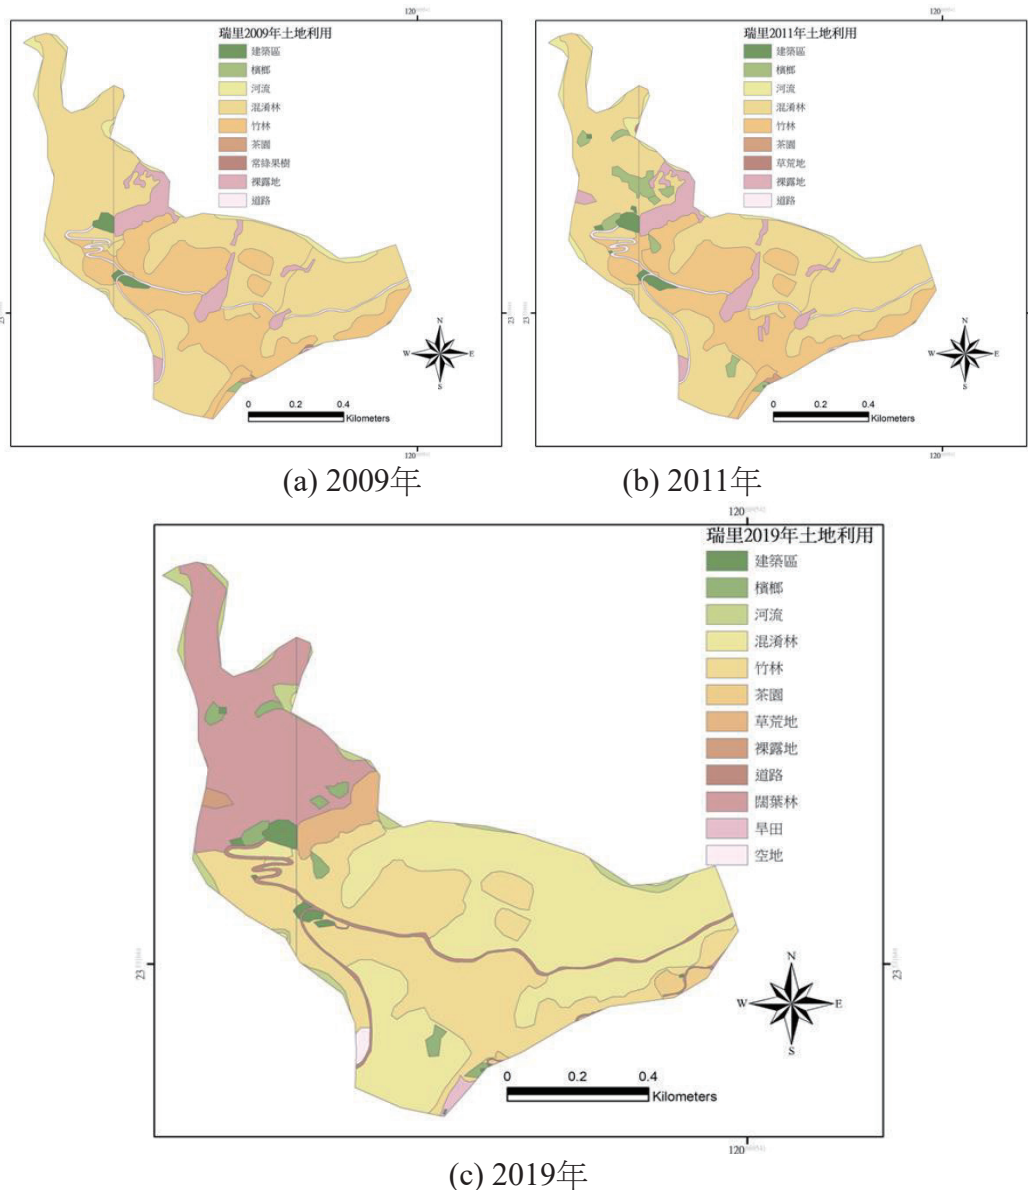 120
瑞里2009年土地利用
建築區
檳榔
河流
混淆林
竹林
茶園
常綠果樹
裸露地
道路
23
23
N
W
E
S
0 0.2 0.4
Kilometers
120
(a) 2009年
120
瑞里2011年土地利用
建築區
檳榔
河流
混淆林
竹林
茶園
草荒地
裸露地
道路
23
N
W
E
S
0 0.2 0.4
Kilometers
120
(b) 2011年
120
瑞里2019年土地利用
建築區
檳榔
河流
混淆林
竹林
茶園
草荒地
裸露地
道路
闊葉林
旱田
空地
23
23
N
W
E
S
0 0.2 0.4
Kilometers
120
(c) 2019年